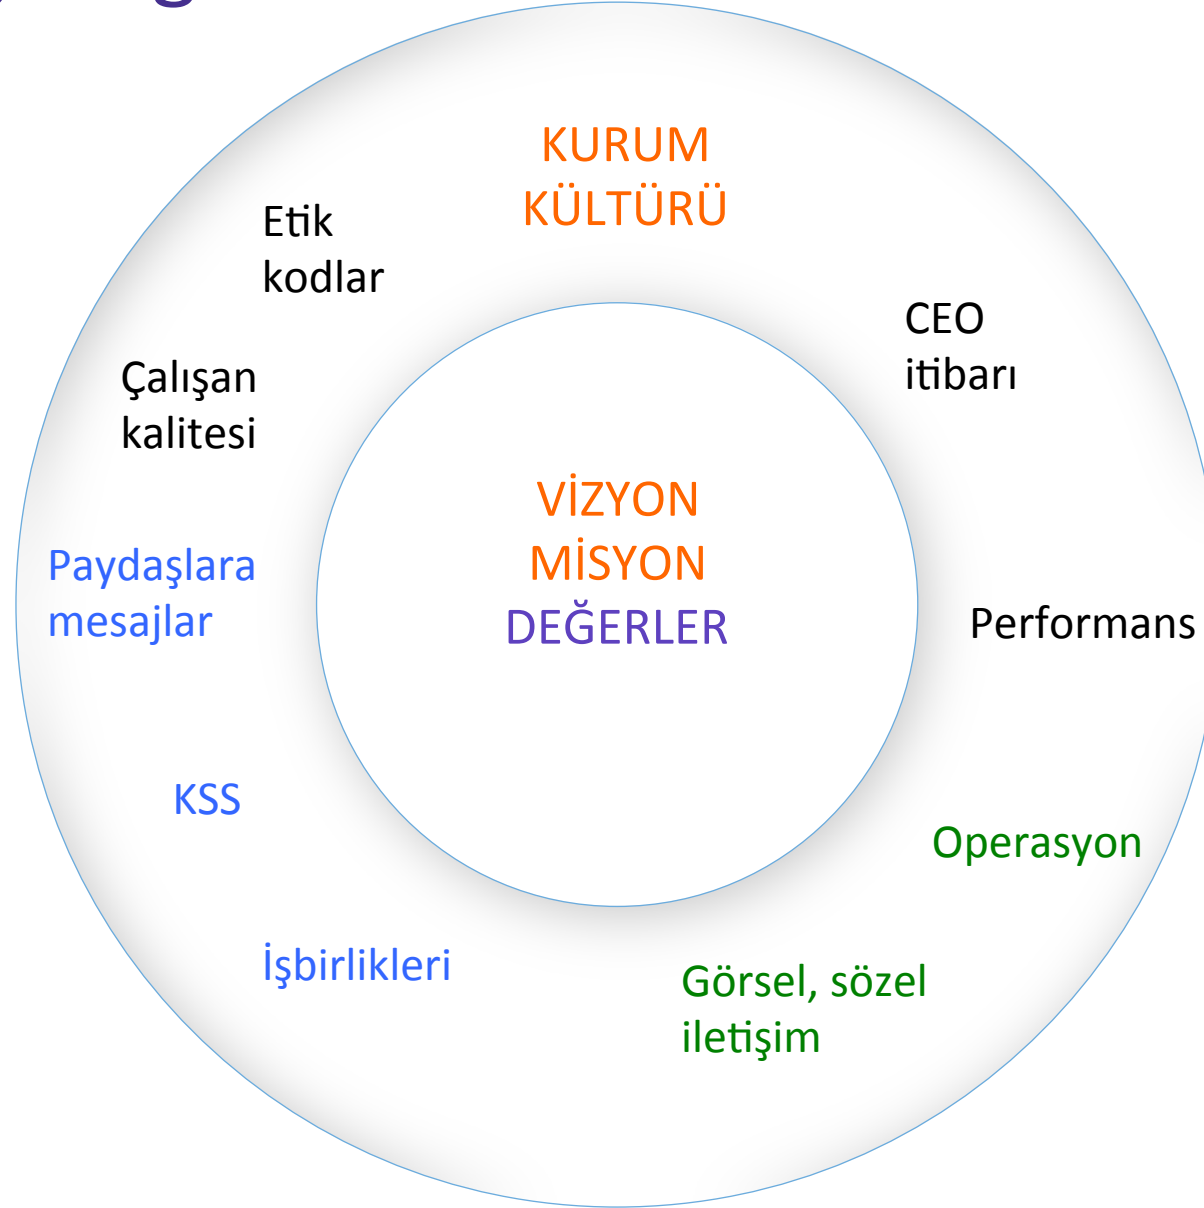 KURUM
KÜLTÜRÜ
Etik
kodlar
CEO
itibarı
Çalışan
kalitesi
VİZYON
MİSYON
DEĞERLER
Paydaşlara
mesajlar
Performans
KSS
Operasyon
İşbirlikleri
Görsel, sözel
iletişim